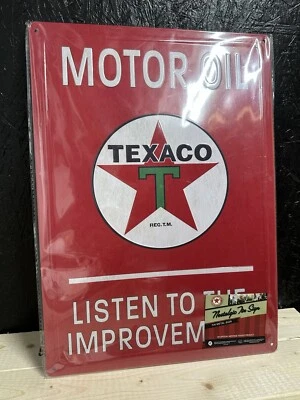 MOTOR OIL
TEXACO
T
REG. T.M.
LISTEN TO THE
IMPROVEM
Nostalgic Tin Sign